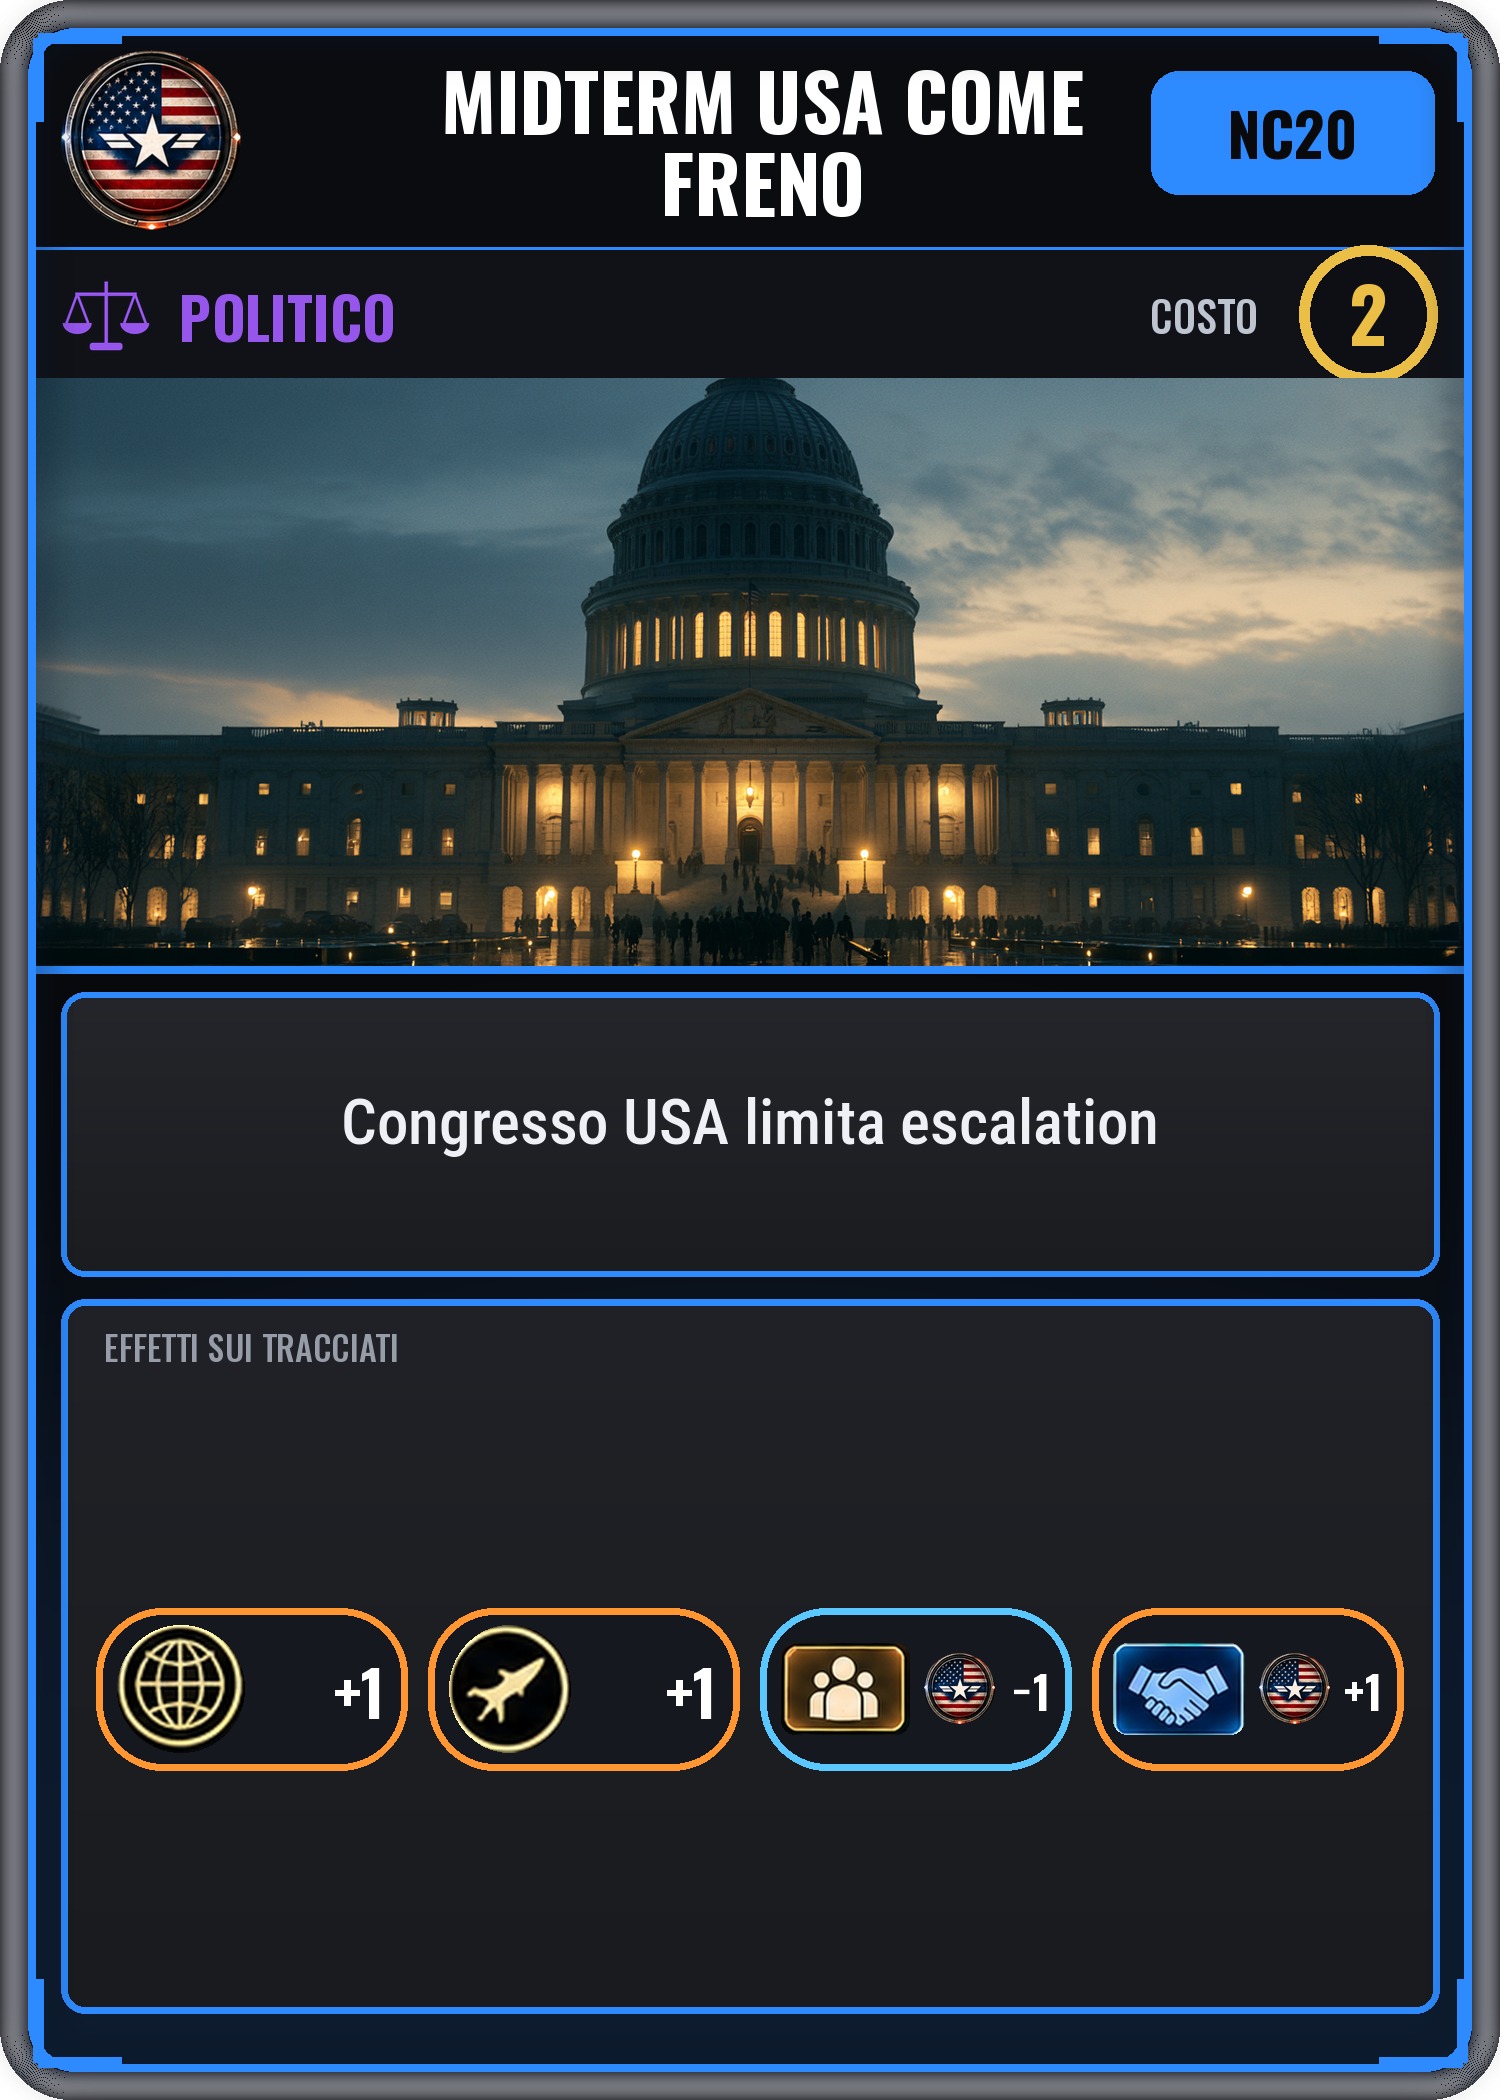 MIDTERM USA COME
FRENO
NC20
POLITICO
COSTO
2
Congresso USA limita escalation
EFFETTI SUI TRACCIATI
+1
+1
-1
+1